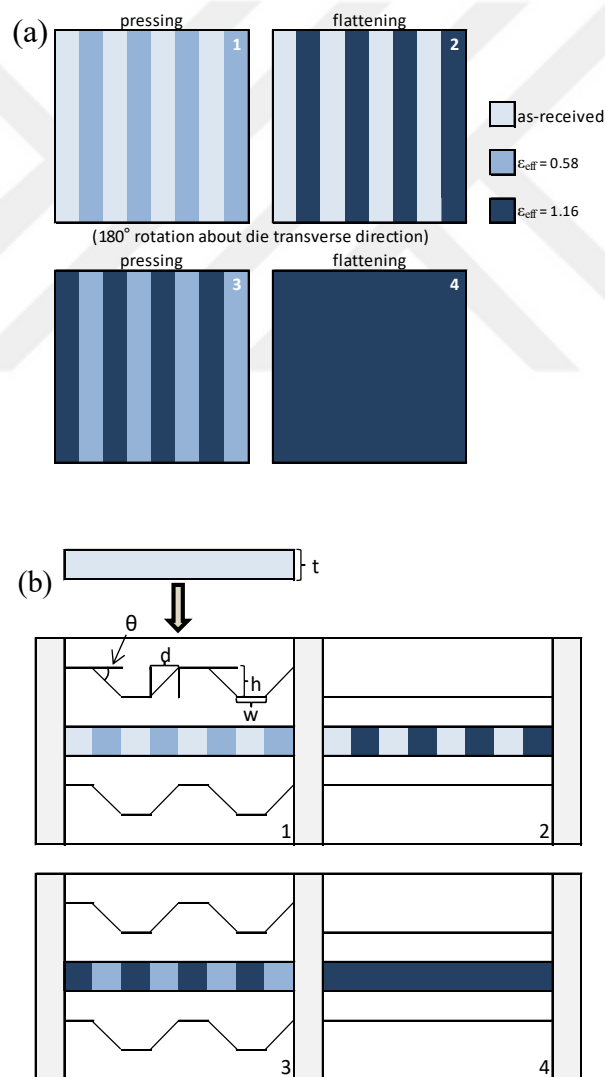 (a)
pressing
flattening
1
2
as-received
εeff = 0.58
εeff = 1.16
(180° rotation about die transverse direction)
pressing
flattening
3
4
(b)
t
θ
d
h
w
1
2
3
4